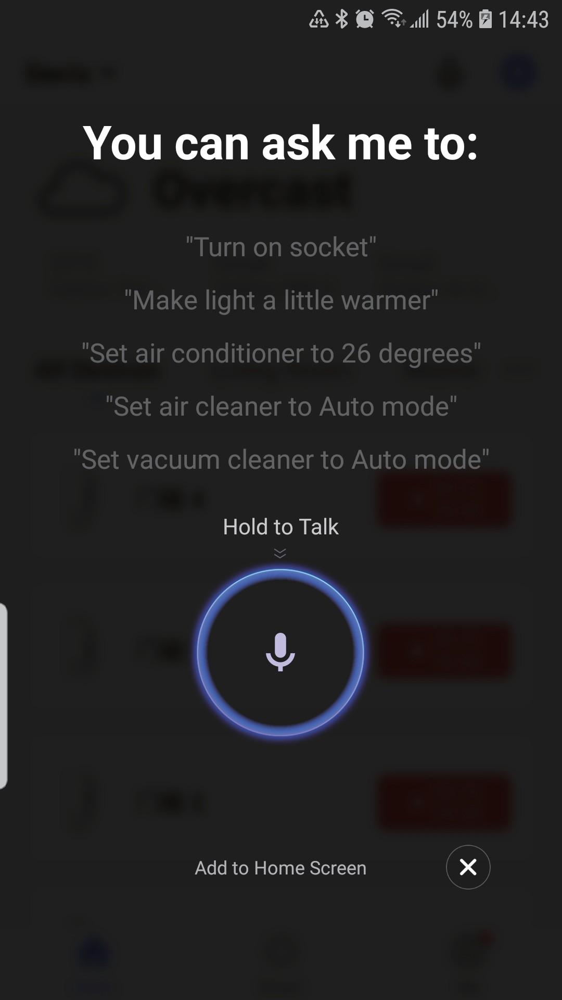 54% 14:43
You can ask me to:
Overcast
"Turn on socket"
"Make light a little warmer"
"Set air conditioner to 26 degrees"
"Set air cleaner to Auto mode"
"Set vacuum cleaner to Auto mode"
Hold to Talk
Add to Home Screen